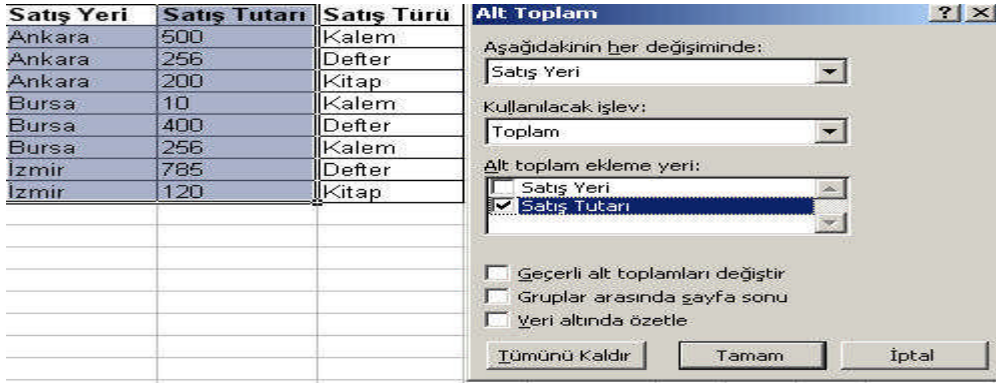 Satış Yeri Satış Tutarı Satış Türü
Ankara 500 Kalem
Ankara 256 Defter
Ankara 200 Kitap
Bursa 10 Kalem
Bursa 400 Defter
Bursa 256 Kalem
İzmir 785 Defter
İzmir 120 Kitap
Alt Toplam
Aşağıdakinin her değişiminde:
Satış Yeri
Kullanılacak işlev:
Toplam
Alt toplam ekleme yeri:
Satış Yeri
Satış Tutarı
Geçerli alt toplamları değiştir
Gruplar arasında sayfa sonu
Veri altında özetle
Tümünü Kaldır Tamam İptal